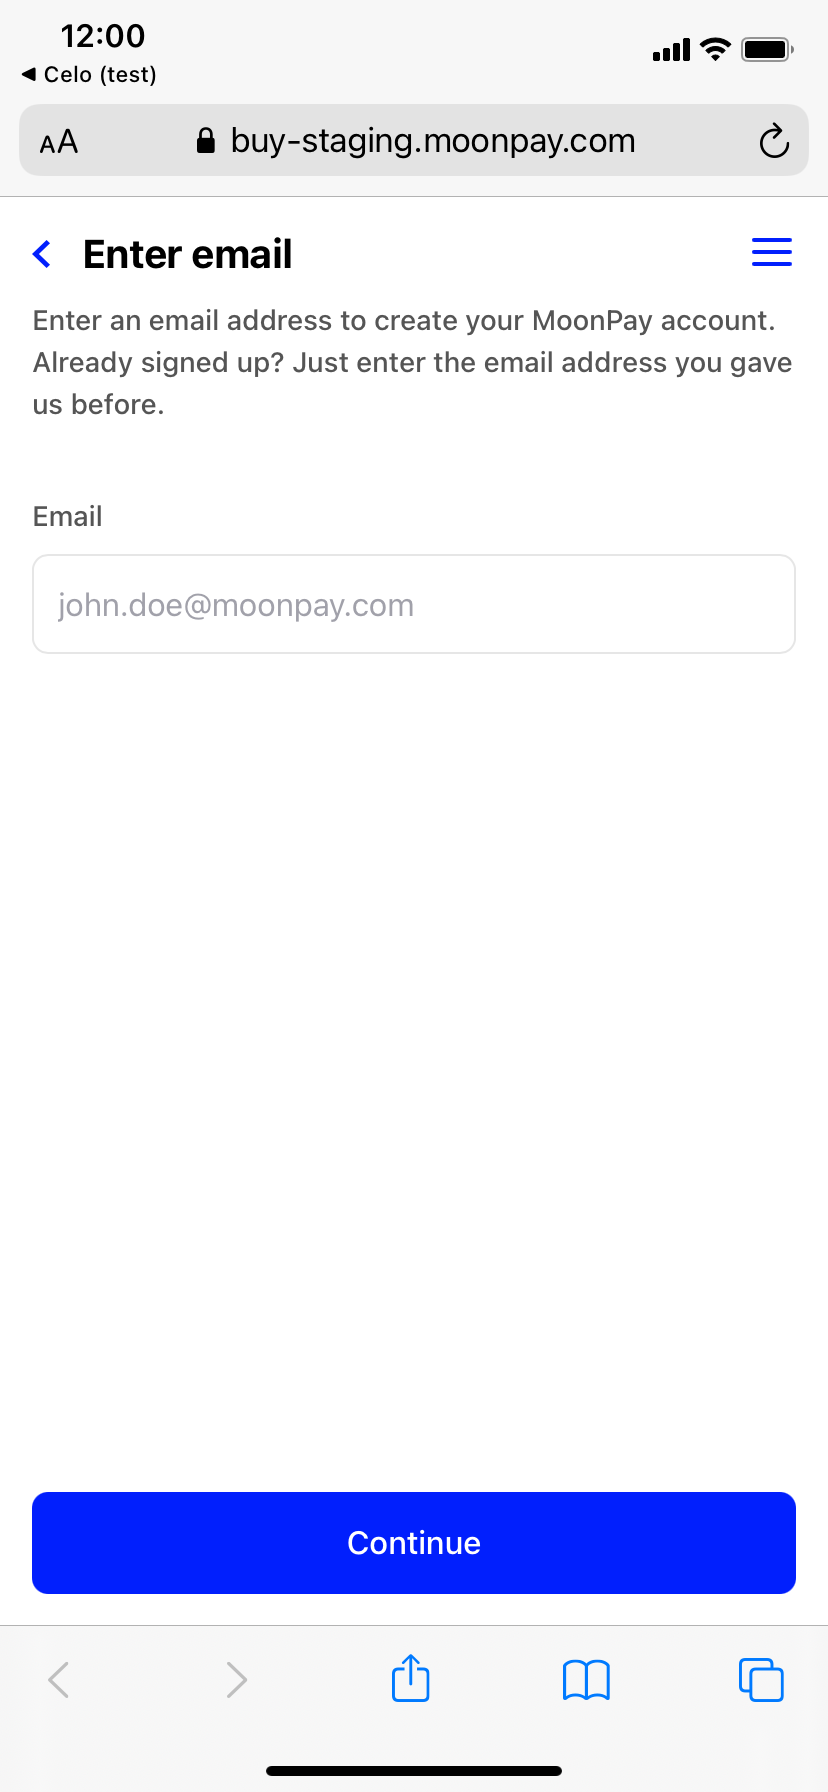 12:00
◀ Celo (test)
AA
buy-staging.moonpay.com
Enter email
Enter an email address to create your MoonPay account.
Already signed up? Just enter the email address you gave
us before.
Email
john.doe@moonpay.com
Continue